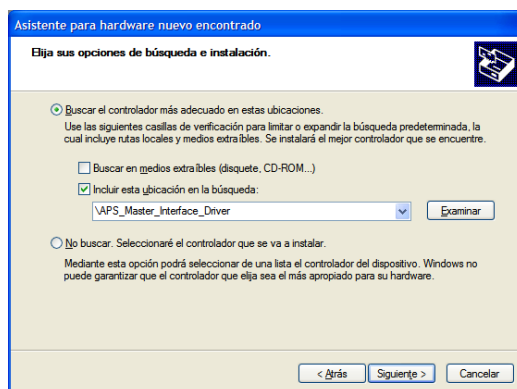 Asistente para hardware nuevo encontrado
Elija sus opciones de búsqueda e instalación.
Buscar el controlador más adecuado en estas ubicaciones.
Use las siguientes casillas de verificación para limitar o expandir la búsqueda predeterminada, la
cual incluye rutas locales y medios extraíbles. Se instalará el mejor controlador que se encuentre.
Buscar en medios extraíbles (disquete, CD-ROM...)
Incluir esta ubicación en la búsqueda:
\APS_Master_Interface_Driver
Examinar
No buscar. Seleccionaré el controlador que se va a instalar.
Mediante esta opción podrá seleccionar de una lista el controlador del dispositivo. Windows no
puede garantizar que el controlador que elija sea el más apropiado para su hardware.
< Atrás Siguiente > Cancelar